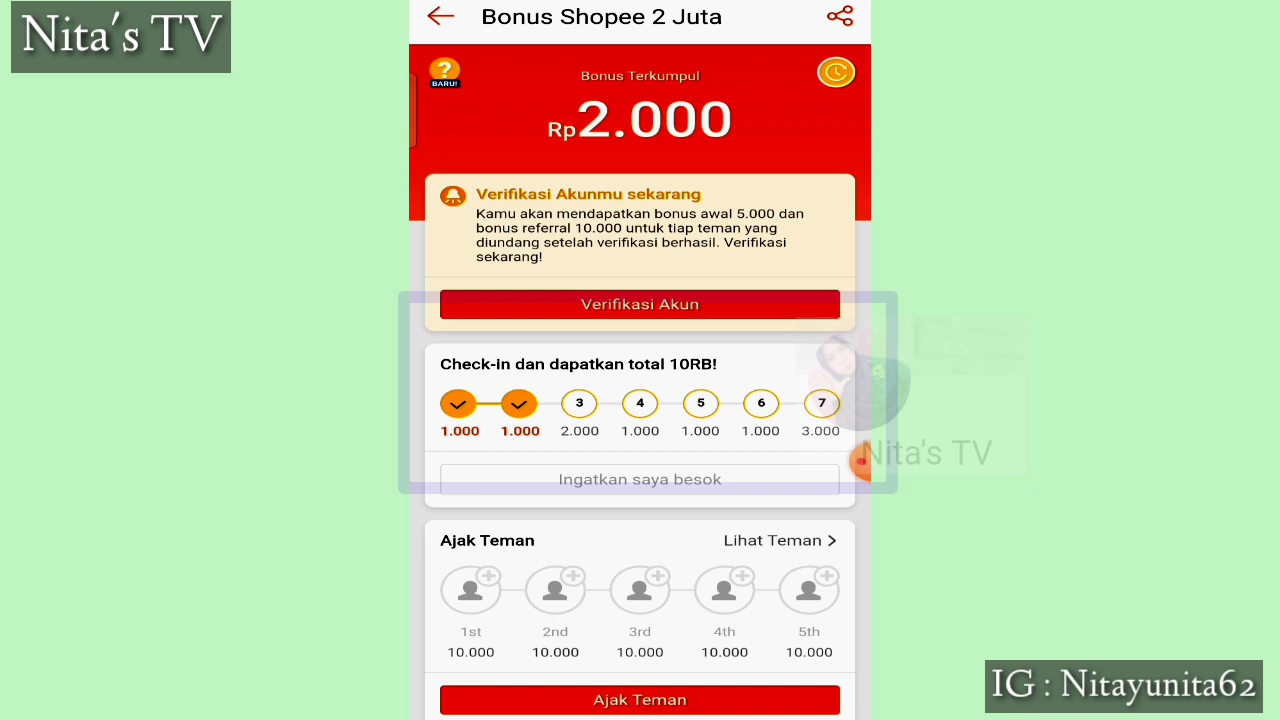 Nita's TV
Bonus Shopee 2 Juta
?
BARU!
Bonus Terkumpul
Rp2.000
Verifikasi Akunmu sekarang
Kamu akan mendapatkan bonus awal 5.000 dan
bonus referral 10.000 untuk tiap teman yang
diundang setelah verifikasi berhasil. Verifikasi
sekarang!
Verifikasi Akun
Check-in dan dapatkan total 10RB!
3 4 5 6 7
1.000 1.000 2.000 1.000 1.000 1.000 3.000
Nita's TV
Ingatkan saya besok
Ajak Teman Lihat Teman >
1st 2nd 3rd 4th 5th
10.000 10.000 10.000 10.000 10.000
Ajak Teman
IG : Nitayunita62